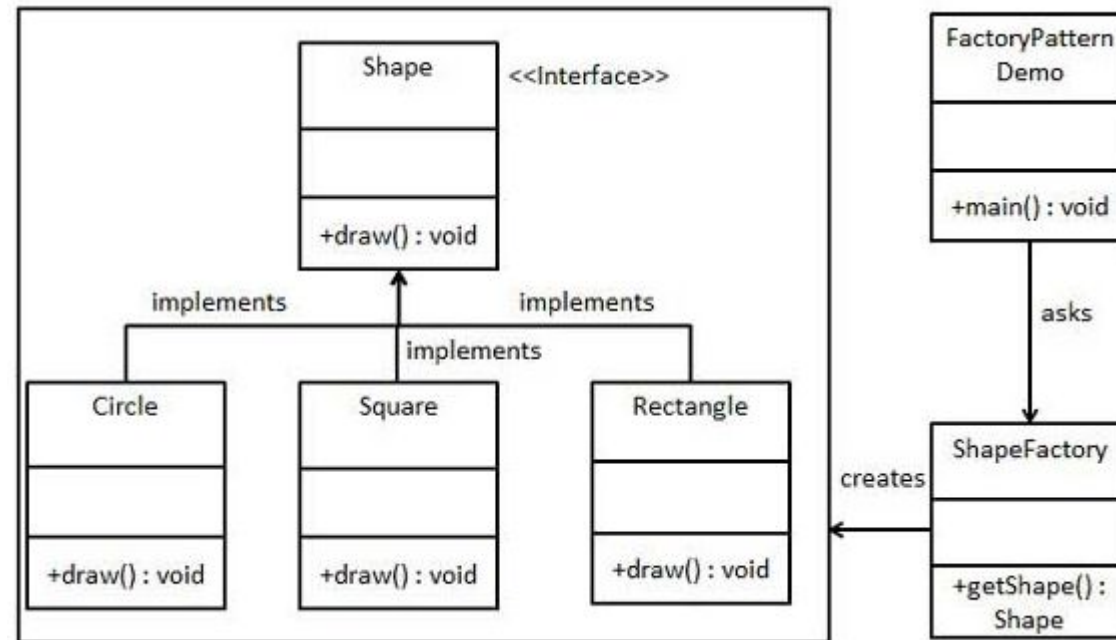 Shape
<<Interface>>
+draw() : void
implements
implements
implements
Circle
+draw() : void
Square
+draw() : void
Rectangle
+draw() : void
FactoryPattern
Demo
+main() : void
asks
ShapeFactory
creates
+getShape() :
Shape